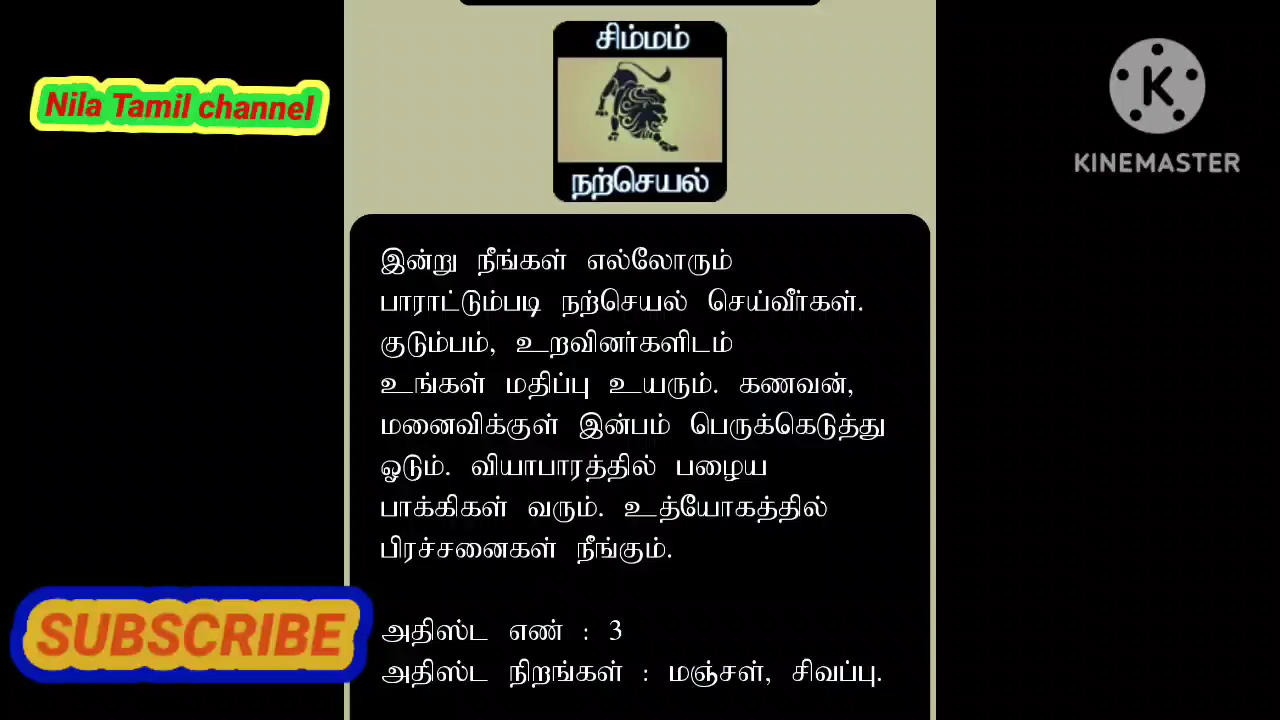 சிம்மம்
Nila Tamil channel
KINEMASTER
நற்செயல்
இன்று நீங்கள் எல்லோரும்
பாராட்டும்படி நற்செயல் செய்வீர்கள்.
குடும்பம், உறவினர்களிடம்
உங்கள் மதிப்பு உயரும். கணவன்,
மனைவிக்குள் இன்பம் பெருக்கெடுத்து
ஓடும். வியாபாரத்தில் பழைய
பாக்கிகள் வரும். உத்யோகத்தில்
பிரச்சனைகள் நீங்கும்.
SUBSCRIBE
அதிஸ்ட எண் : 3
அதிஸ்ட நிறங்கள் : மஞ்சள், சிவப்பு.